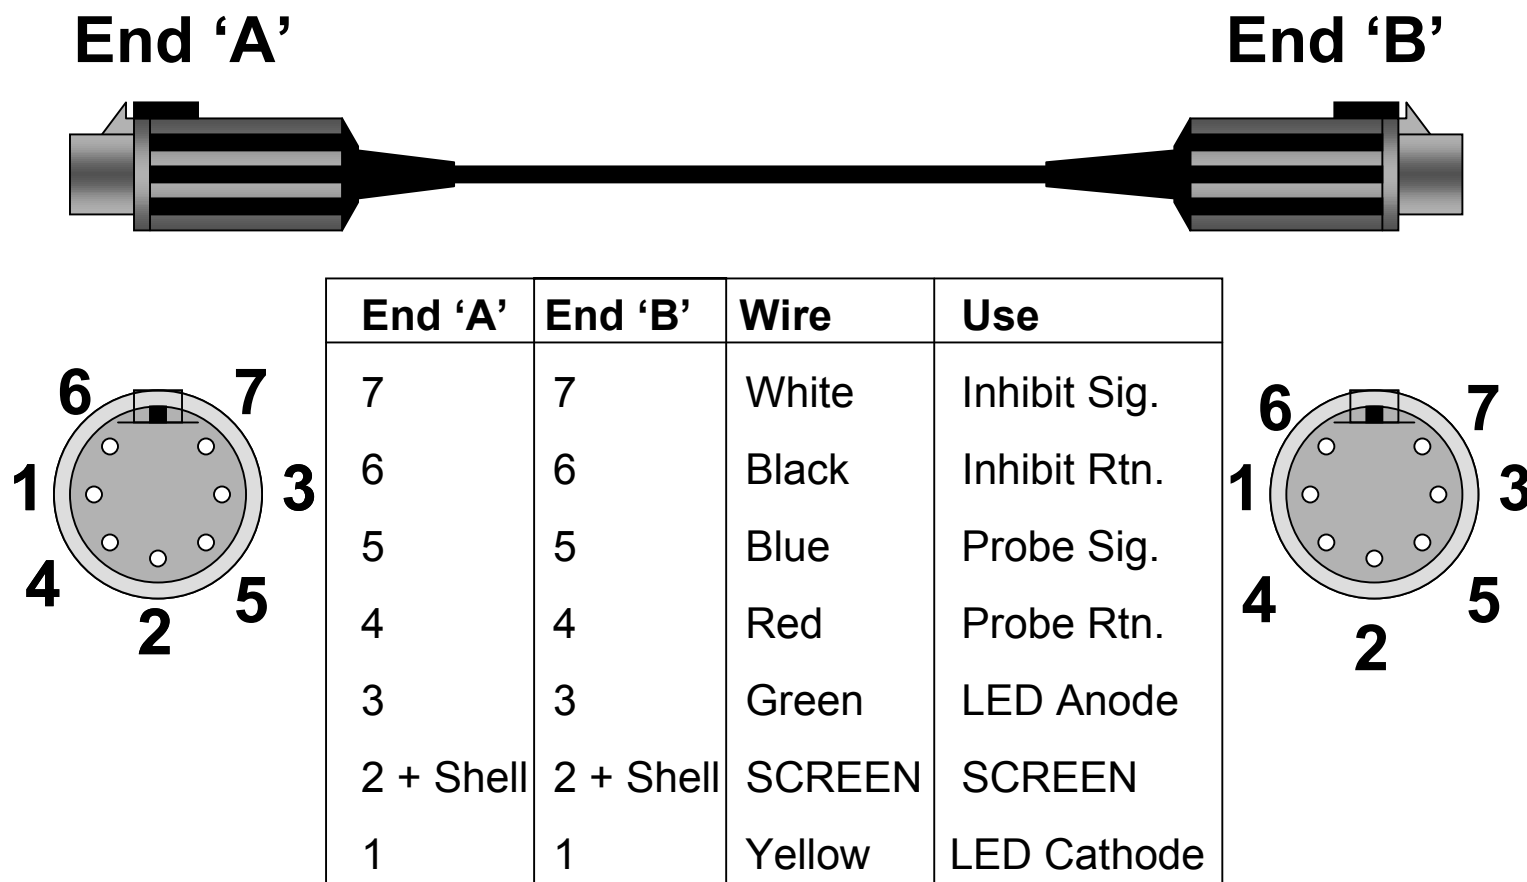 End ‘A’ End ‘B’
End ‘A’ End ‘B’ Wire Use
7 7 White Inhibit Sig.
6 6 Black Inhibit Rtn.
5 5 Blue Probe Sig.
4 4 Red Probe Rtn.
3 3 Green LED Anode
2 + Shell 2 + Shell SCREEN SCREEN
1 1 Yellow LED Cathode
6 7
1 3
4 5
2
6 7
1 3
4 5
2